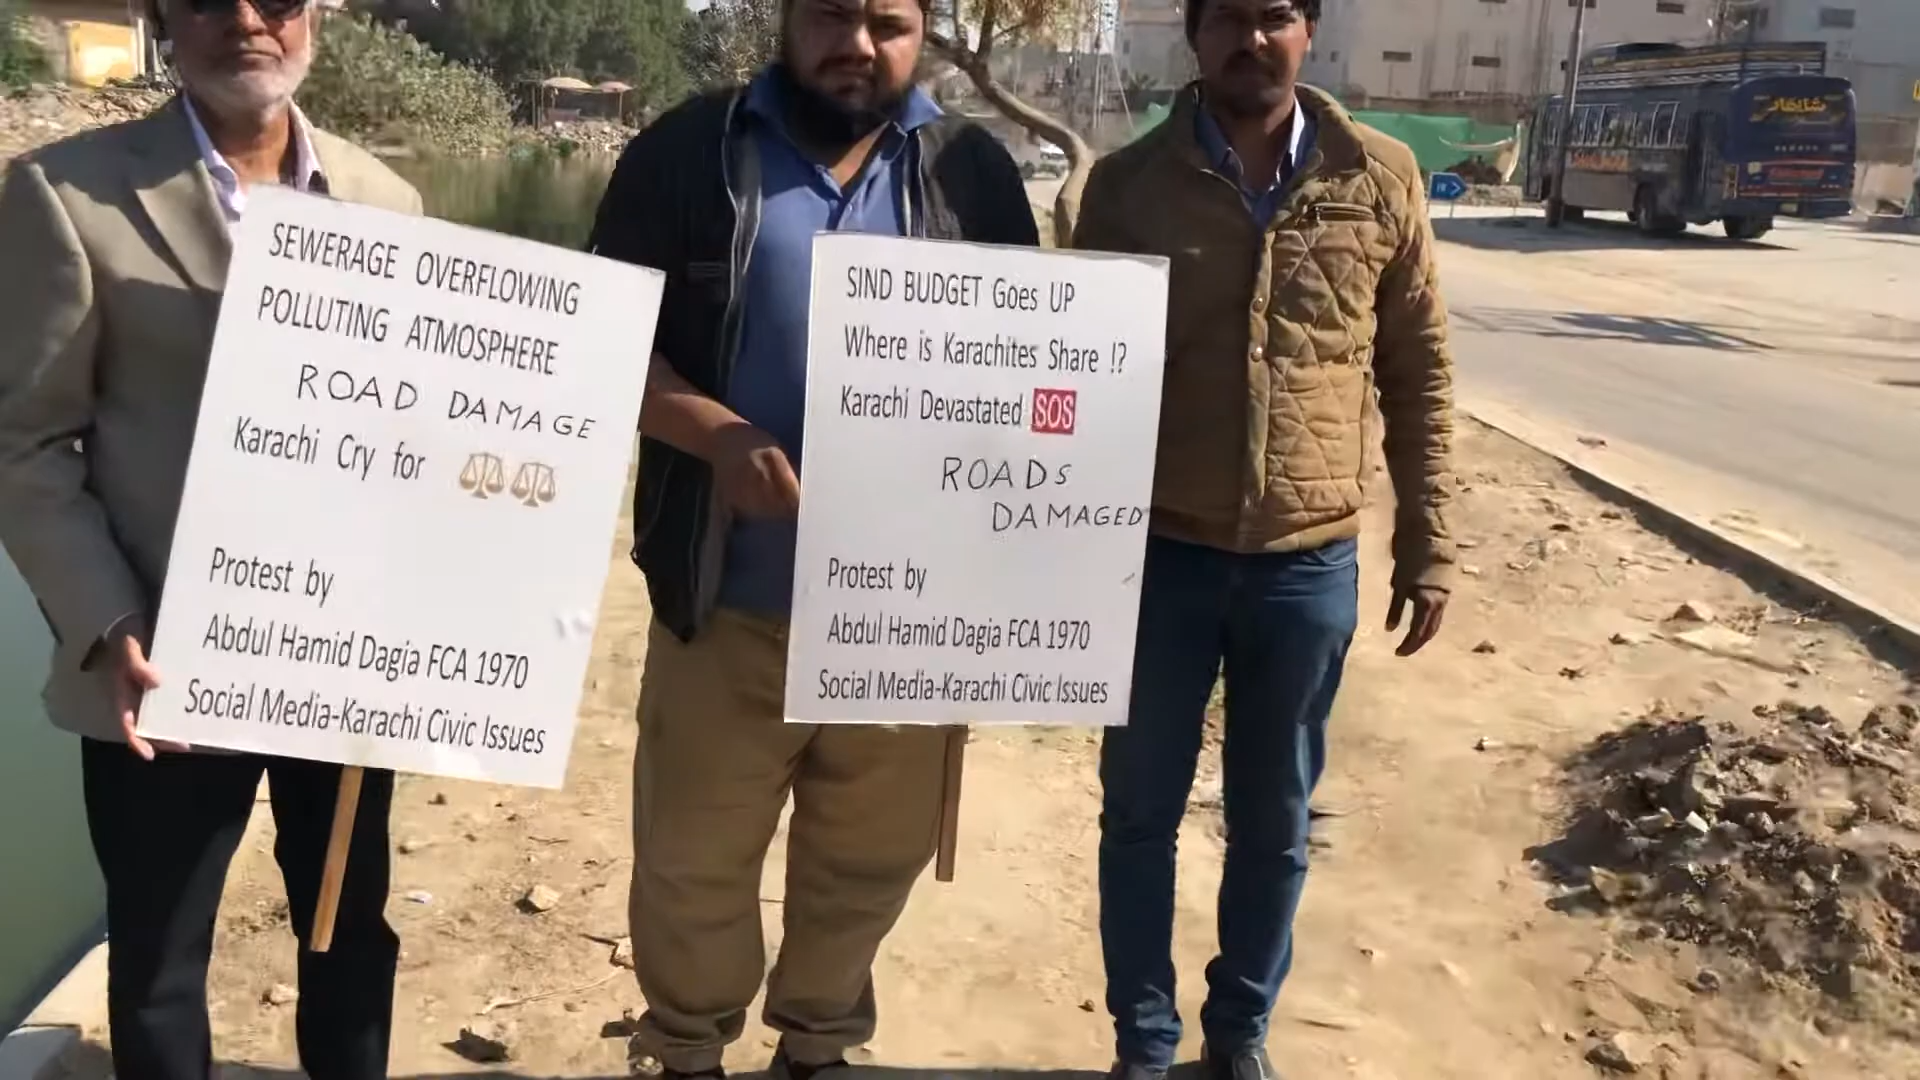 SEWERAGE OVERFLOWING
POLLUTING ATMOSPHERE
ROAD DAMAGE
Karachi Cry for
Protest by
Abdul Hamid Dagia FCA 1970
Social Media-Karachi Civic Issues
SIND BUDGET Goes UP
Where is Karachites Share !?
Karachi Devastated SOS
ROADS
DAMAGED
Protest by
Abdul Hamid Dagia FCA 1970
Social Media-Karachi Civic Issues